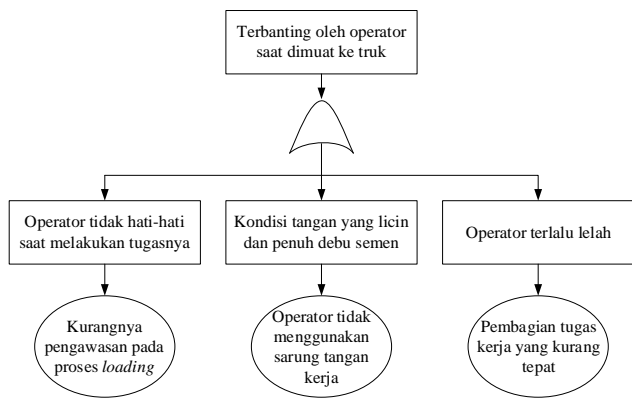 Terbanting oleh operator
saat dimuat ke truk
Operator tidak hati-hati
saat melakukan tugasnya
Kondisi tangan yang licin
dan penuh debu semen
Operator terlalu lelah
Kurangnya
pengawasan pada
proses loading
Operator tidak
menggunakan
sarung tangan
kerja
Pembagian tugas
kerja yang kurang
tepat